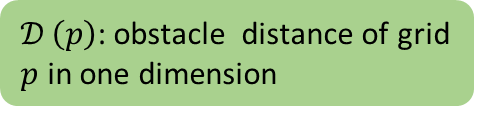 𝒟 (𝑝): obstacle distance of grid
𝑝 in one dimension